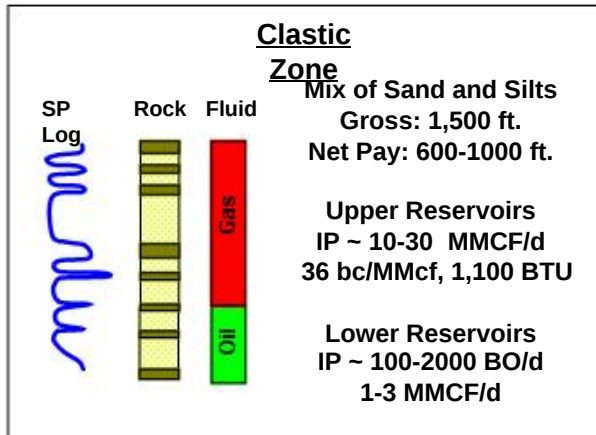 Clastic
Zone
SP
Log
Rock
Fluid
Gas
Oil
Mix of Sand and Silts
Gross: 1,500 ft.
Net Pay: 600-1000 ft.
Upper Reservoirs
IP ~ 10-30 MMCF/d
36 bc/MMcf, 1,100 BTU
Lower Reservoirs
IP ~ 100-2000 BO/d
1-3 MMCF/d